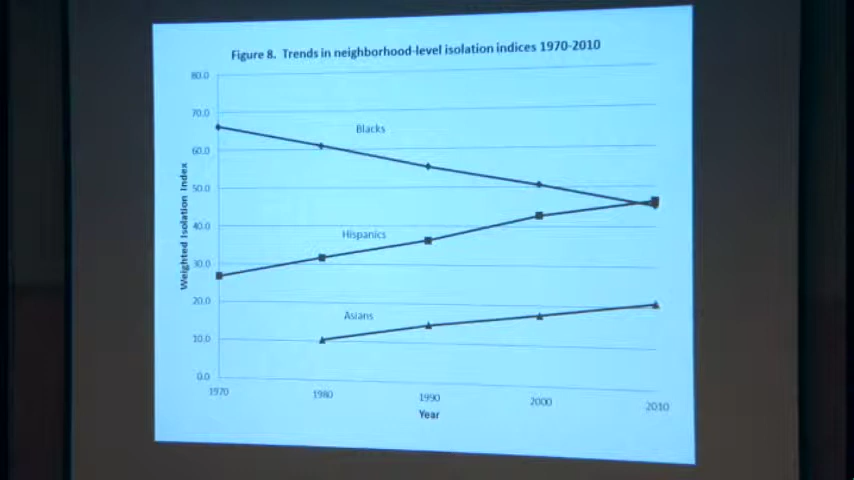 Figure 8. Trends in neighborhood-level isolation indices 1970-2010
80.0
70.0
60.0
50.0
40.0
30.0
20.0
10.0
0.0
Weighted Isolation Index
Blacks
Hispanics
Asians
1970
1980
1990
2000
2010
Year